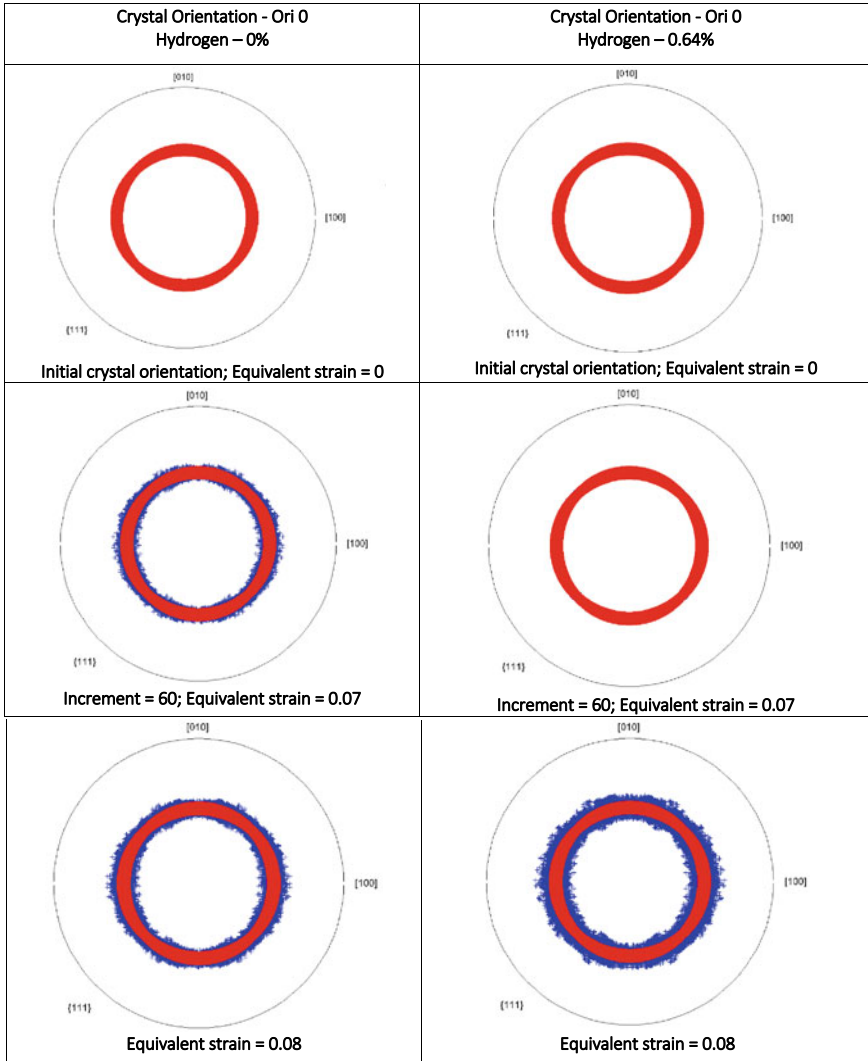 Crystal Orientation - Ori 0
Hydrogen – 0%
Crystal Orientation - Ori 0
Hydrogen – 0.64%
[010]
[100]
{111}
Initial crystal orientation; Equivalent strain = 0
[010]
[100]
{111}
Initial crystal orientation; Equivalent strain = 0
[010]
[100]
{111}
Increment = 60; Equivalent strain = 0.07
[010]
[100]
{111}
Increment = 60; Equivalent strain = 0.07
[010]
[100]
{111}
Equivalent strain = 0.08
[010]
[100]
{111}
Equivalent strain = 0.08